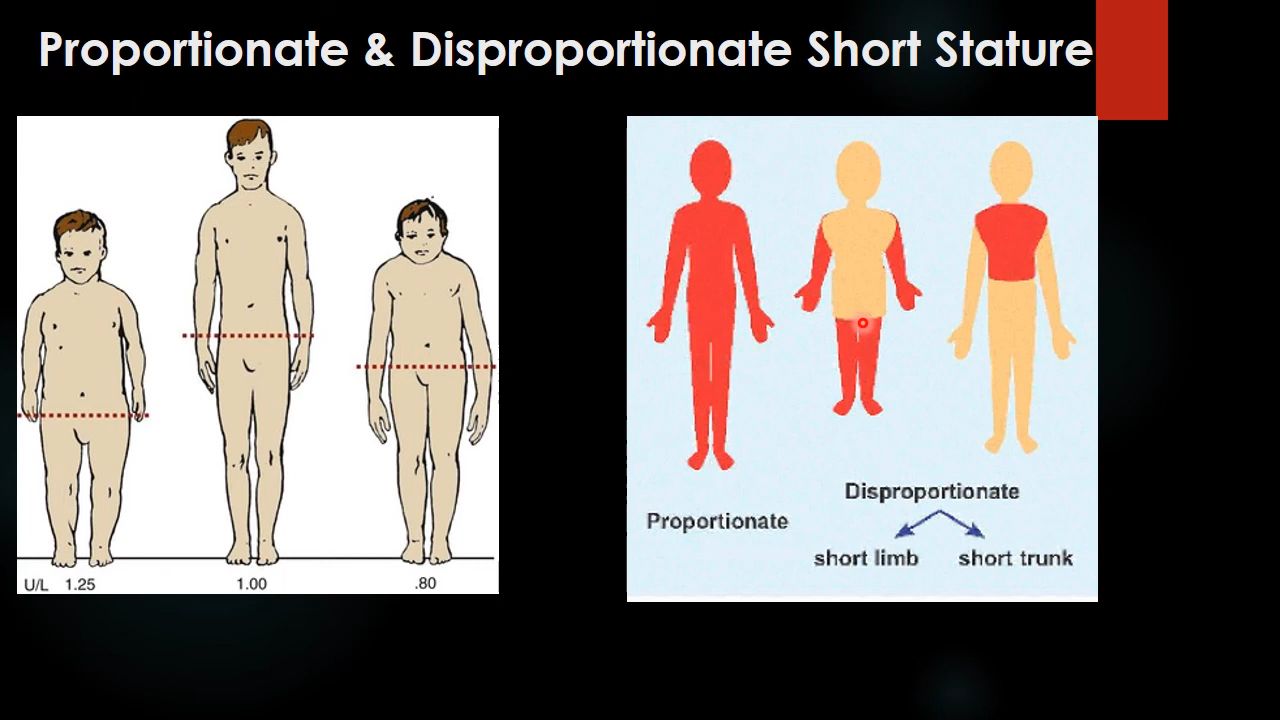 Proportionate & Disproportionate Short Stature
U/L 1.25 1.00 .80
Disproportionate
Proportionate
short limb short trunk